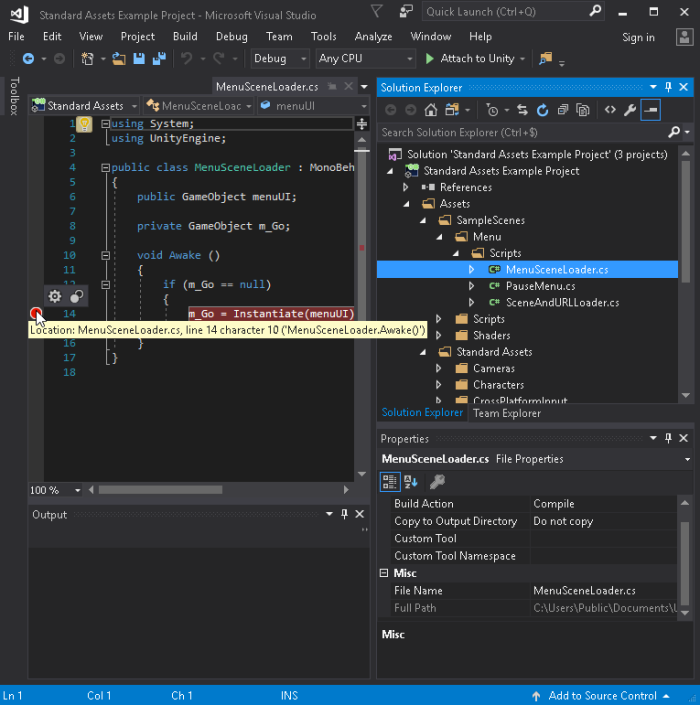 Standard Assets Example Project - Microsoft Visual Studio
Quick Launch (Ctrl+Q)
File Edit View Project Build Debug Team Tools Analyze Window Help Sign in
Debug Any CPU Attach to Unity
Toolbox
MenuSceneLoader.cs
Standard Assets MenuSceneLoac menuUI
1 using System;
2 using UnityEngine;
3
4 public class MenuSceneLoader : MonoBeh
5 {
6 public GameObject menuUI;
7
8 private GameObject m_Go;
9
10 void Awake ()
11 {
12 if (m_Go == null)
{
14 m_Go = Instantiate(menuUI)
Location: MenuSceneLoader.cs, line 14 character 10 ('MenuSceneLoader.Awake()')
16 }
17 }
18
100 %
Output
Solution Explorer
Search Solution Explorer (Ctrl+$)
Solution 'Standard Assets Example Project' (3 projects)
Standard Assets Example Project
References
Assets
SampleScenes
Menu
Scripts
C# MenuSceneLoader.cs
C# PauseMenu.cs
C# SceneAndURLLoader.cs
Scripts
Shaders
Standard Assets
Cameras
Characters
CrossPlatformInput
Solution Explorer Team Explorer
Properties
MenuSceneLoader.cs File Properties
Build Action Compile
Copy to Output Directory Do not copy
Custom Tool
Custom Tool Namespace
Misc
File Name MenuSceneLoader.cs
Full Path C:\Users\Public\Documents\U
Misc
Ln 1 Col 1 Ch 1 INS Add to Source Control